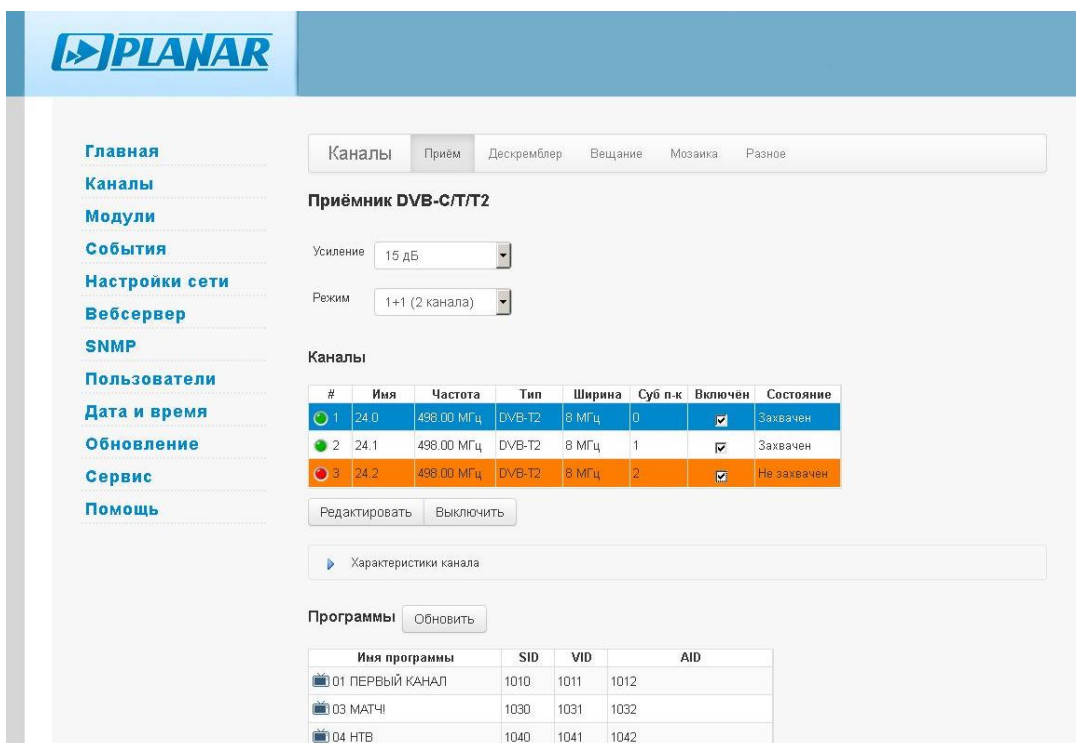 PLANAR
Главная
Каналы
Модули
События
Настройки сети
Вебсервер
SNMP
Пользователи
Дата и время
Обновление
Сервис
Помощь
Каналы Приём Дескремблер Вещание Мозаика Разное
Приёмник DVB-C/T/T2
Усиление 15 дБ
Режим 1+1 (2 канала)
Каналы
# Имя Частота Тип Ширина Суб п-к Включён Состояние
1 24.0 498.00 МГц DVB-T2 8 МГц 0 Захвачен
2 24.1 498.00 МГц DVB-T2 8 МГц 1 Захвачен
3 24.2 498.00 МГц DVB-T2 8 МГц 2 Не захвачен
Редактировать Выключить
Характеристики канала
Программы Обновить
Имя программы SID VID AID
01 ПЕРВЫЙ КАНАЛ 1010 1011 1012
03 МАТЧ! 1030 1031 1032
04 НТВ 1040 1041 1042